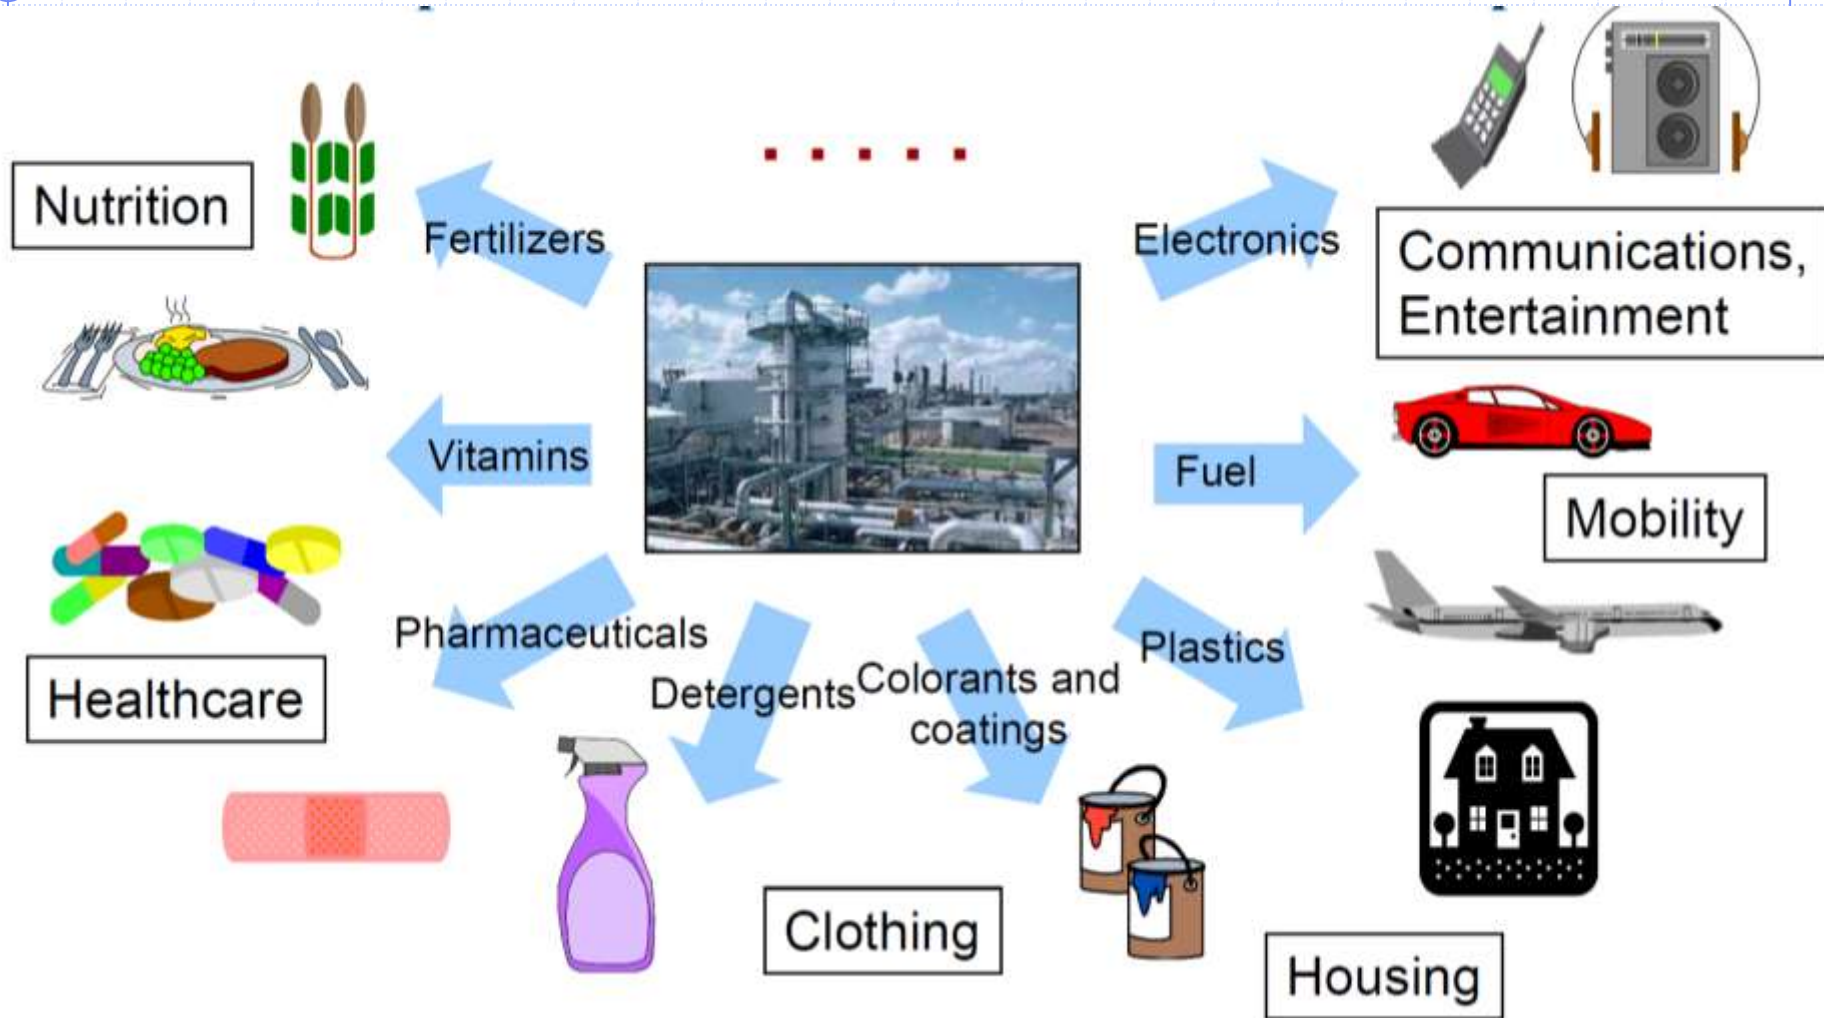 Nutrition
Fertilizers
Electronics
Communications,
Entertainment
Vitamins
Fuel
Mobility
Pharmaceuticals
Detergents
Colorants and
coatings
Plastics
Healthcare
Clothing
Housing